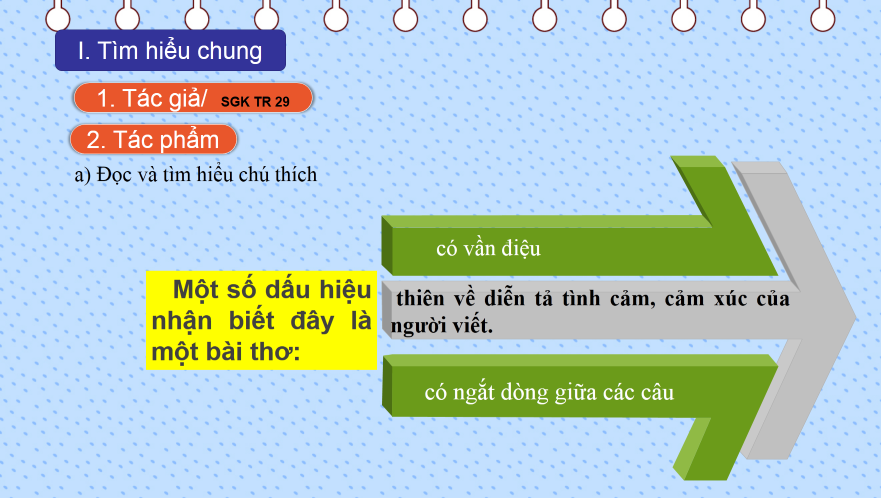 I. Tìm hiểu chung
1. Tác giả/ SGK TR 29
2. Tác phẩm
a) Đọc và tìm hiểu chú thích
có vần điệu
Một số dấu hiệu
nhận biết đây là
một bài thơ:
thiên về diễn tả tình cảm, cảm xúc của
người viết.
có ngắt dòng giữa các câu